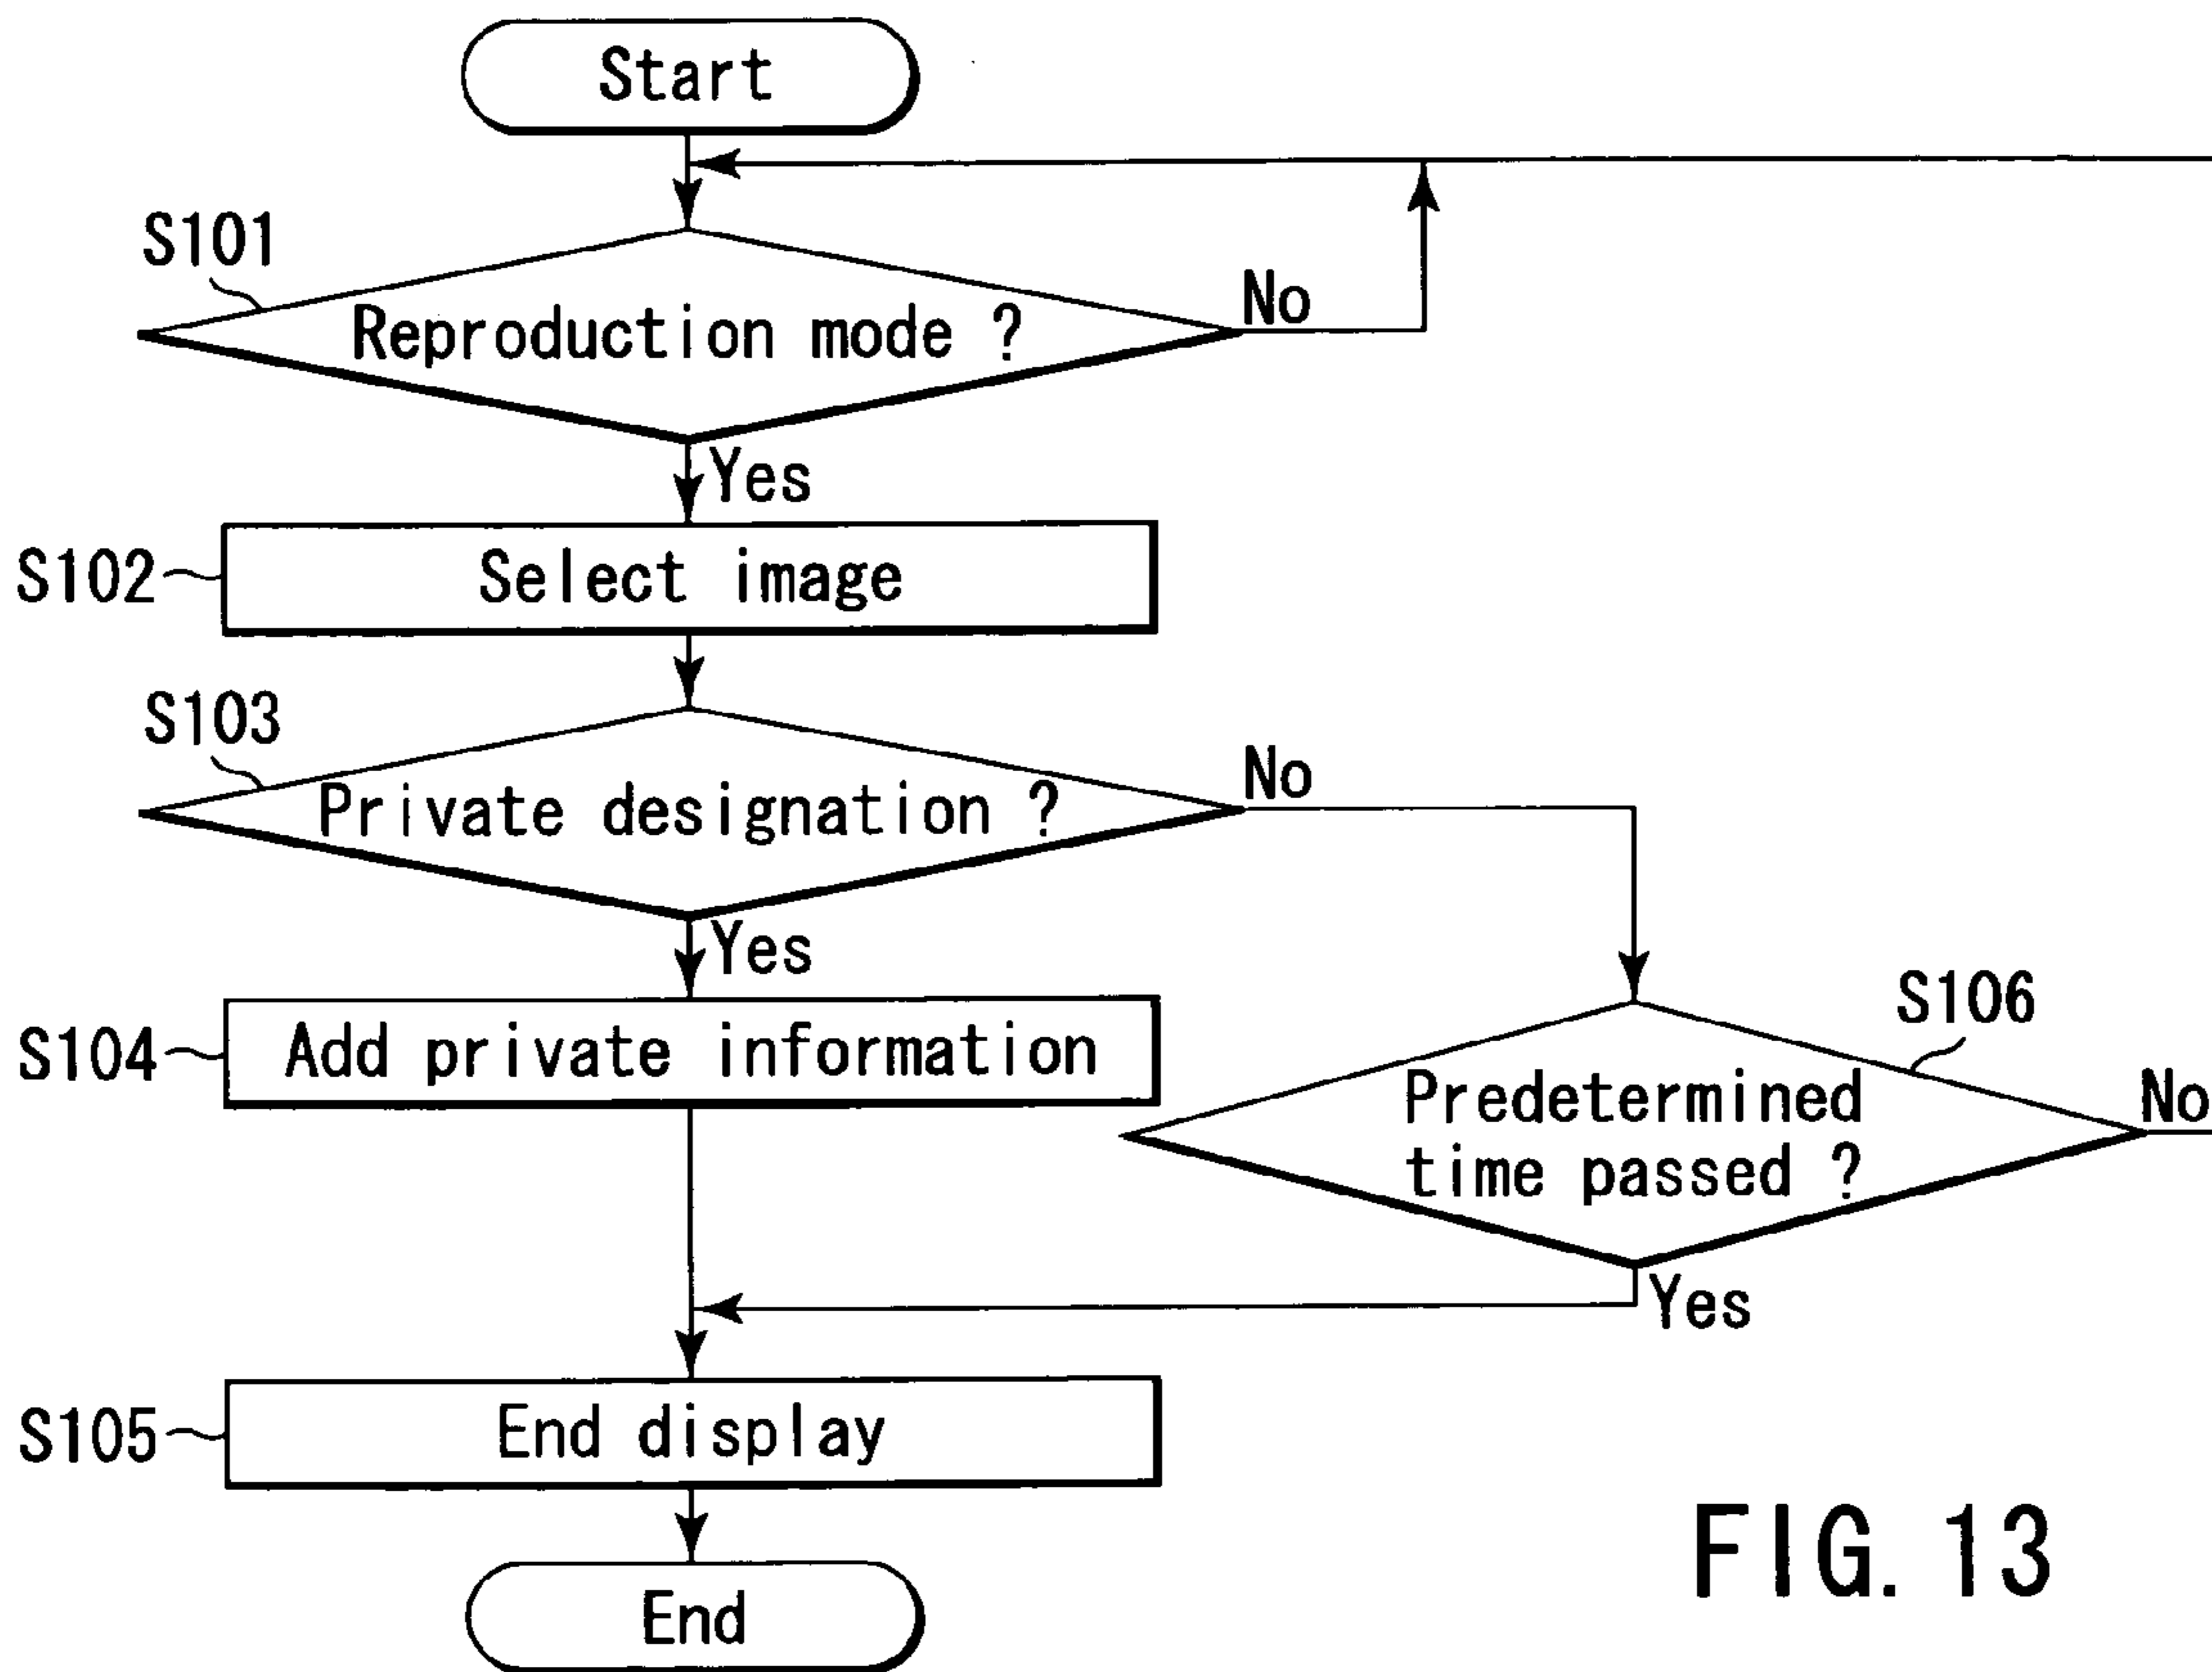 Start
S101
Reproduction mode ?
No
Yes
S102
Select image
S103
Private designation ?
No
Yes
S104
Add private information
S106
Predetermined
time passed ?
No
Yes
S105
End display
End
FIG. 13